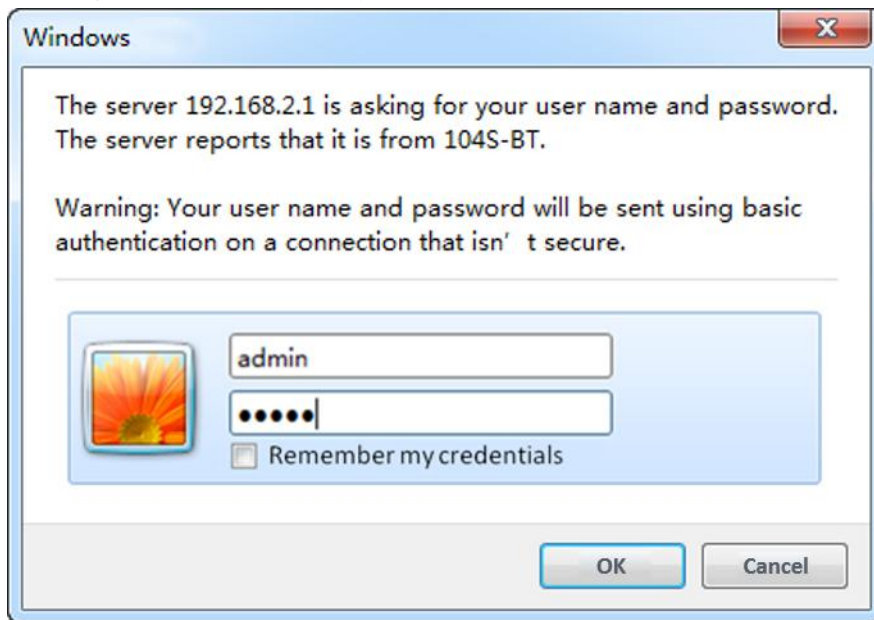 Windows
The server 192.168.2.1 is asking for your user name and password.
The server reports that it is from 104S-BT.
Warning: Your user name and password will be sent using basic
authentication on a connection that isn’ t secure.
admin
●●●●●
Remember my credentials
OK
Cancel